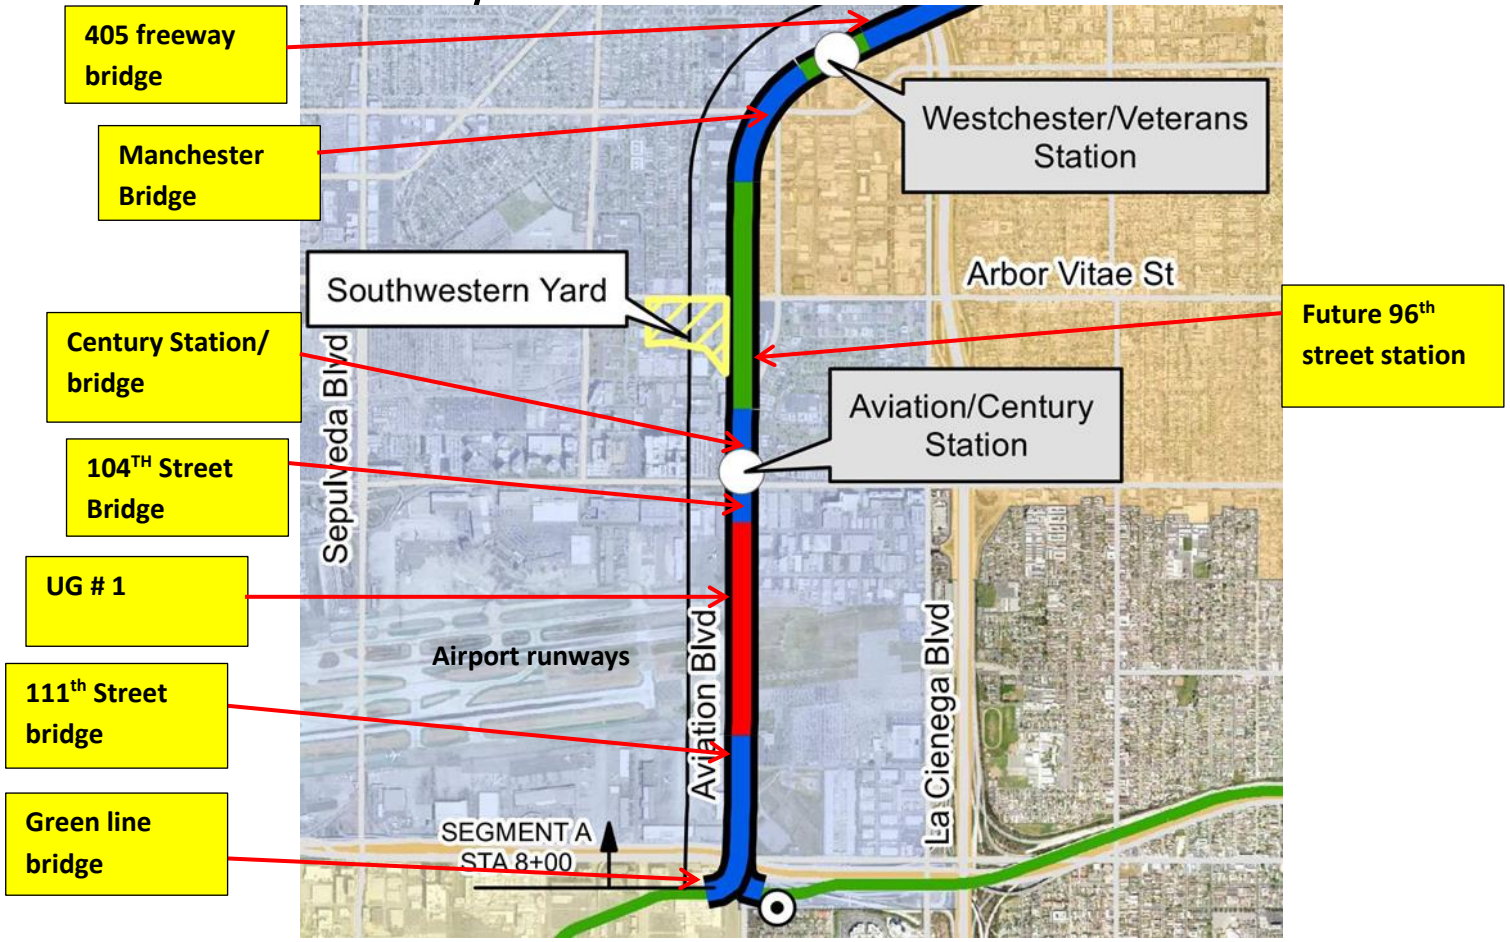 405 freeway
bridge
Manchester
Bridge
Westchester/Veterans
Station
Southwestern Yard
Arbor Vitae St
Century Station/
bridge
Future 96th
street station
Sepulveda Blvd
Aviation/Century
Station
104TH Street
Bridge
UG # 1
Airport runways
Aviation Blvd
La Cienega Blvd
111th Street
bridge
Green line
bridge
SEGMENT A
STA 8+00